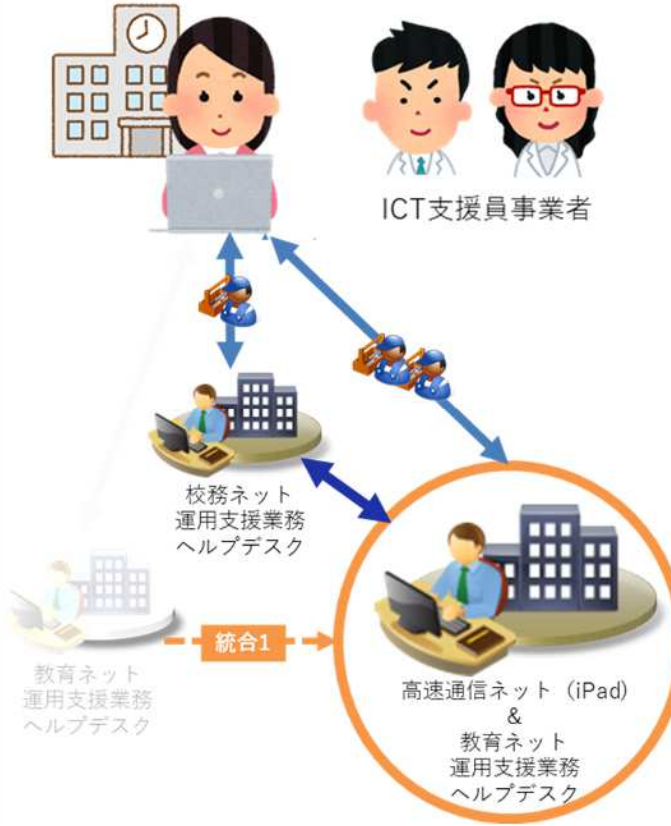 ICT支援員事業者
校務ネット
運用支援業務
ヘルプデスク
教育ネット
運用支援業務
ヘルプデスク
統合1
高速通信ネット（iPad）
&
教育ネット
運用支援業務
ヘルプデスク